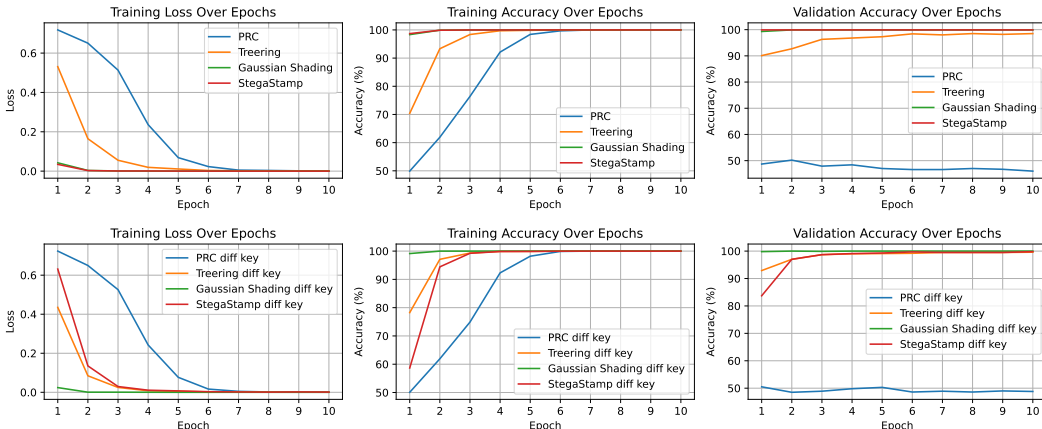 Training Loss Over Epochs
Loss
0.6
0.4
0.2
0.0
PRC
Treering
Gaussian Shading
StegaStamp
1 2 3 4 5 6 7 8 9 10
Epoch
Training Accuracy Over Epochs
Accuracy (%)
100
90
80
70
60
50
PRC
Treering
Gaussian Shading
StegaStamp
1 2 3 4 5 6 7 8 9 10
Epoch
Validation Accuracy Over Epochs
Accuracy (%)
100
90
80
70
60
50
PRC
Treering
Gaussian Shading
StegaStamp
1 2 3 4 5 6 7 8 9 10
Epoch
Training Loss Over Epochs
Loss
0.6
0.4
0.2
0.0
PRC diff key
Treering diff key
Gaussian Shading diff key
StegaStamp diff key
1 2 3 4 5 6 7 8 9 10
Epoch
Training Accuracy Over Epochs
Accuracy (%)
100
90
80
70
60
50
PRC diff key
Treering diff key
Gaussian Shading diff key
StegaStamp diff key
1 2 3 4 5 6 7 8 9 10
Epoch
Validation Accuracy Over Epochs
Accuracy (%)
100
90
80
70
60
50
PRC diff key
Treering diff key
Gaussian Shading diff key
StegaStamp diff key
1 2 3 4 5 6 7 8 9 10
Epoch